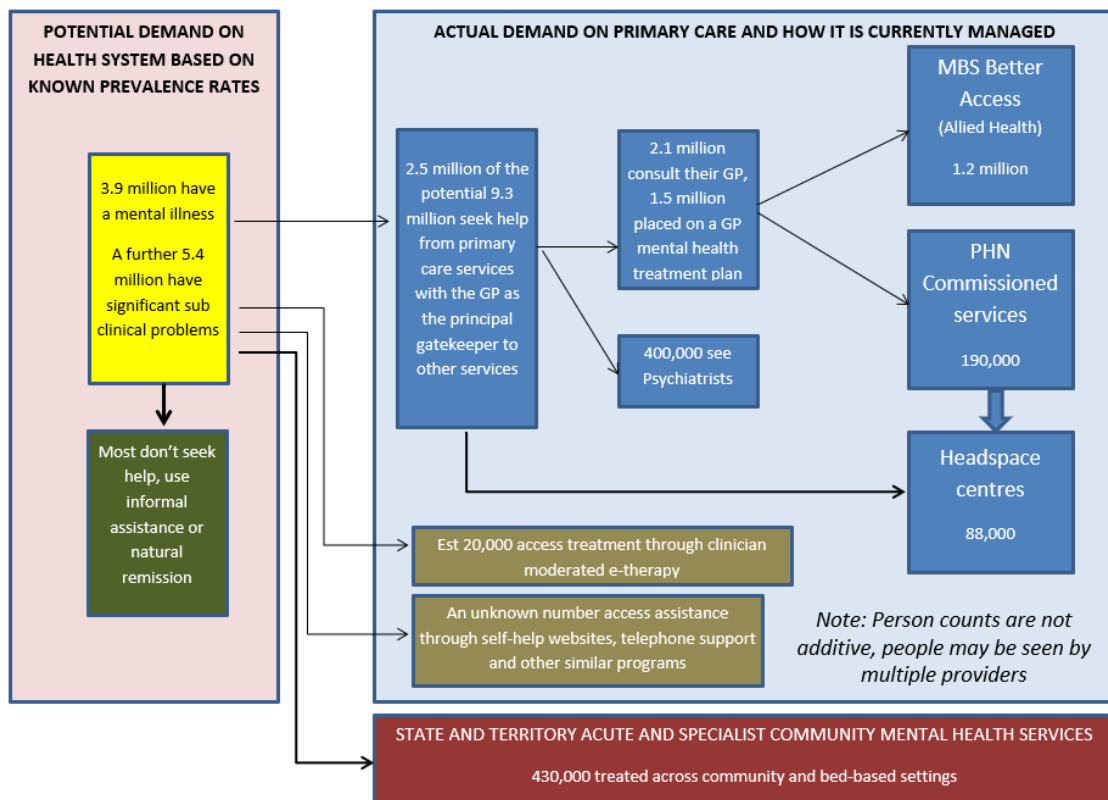 POTENTIAL DEMAND ON
HEALTH SYSTEM BASED ON
KNOWN PREVALENCE RATES
3.9 million have
a mental illness
A further 5.4
million have
significant sub
clinical problems
Most don’t seek
help, use
informal
assistance or
natural
remission
ACTUAL DEMAND ON PRIMARY CARE AND HOW IT IS CURRENTLY MANAGED
2.5 million of the
potential 9.3
million seek help
from primary
care services
with the GP as
the principal
gatekeeper to
other services
2.1 million
consult their GP,
1.5 million
placed on a GP
mental health
treatment plan
400,000 see
Psychiatrists
MBS Better
Access
(Allied Health)
1.2 million
PHN
Commissioned
services
190,000
Headspace
centres
88,000
Est 20,000 access treatment through clinician
moderated e-therapy
An unknown number access assistance
through self-help websites, telephone support
and other similar programs
Note: Person counts are not
additive, people may be seen by
multiple providers
STATE AND TERRITORY ACUTE AND SPECIALIST COMMUNITY MENTAL HEALTH SERVICES
430,000 treated across community and bed-based settings